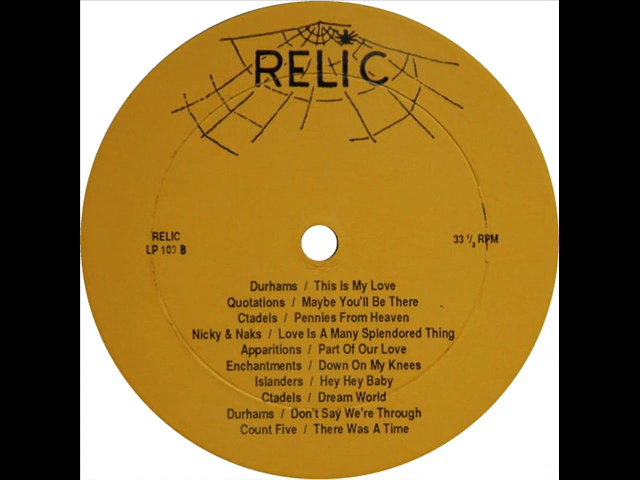 RELIC
RELIC
LP 103 B
33 ⅓ RPM
Durhams / This Is My Love
Quotations / Maybe You'll Be There
Ctadels / Pennies From Heaven
Nicky & Naks / Love Is A Many Splendored Thing
Apparitions / Part Of Our Love
Enchantments / Down On My Knees
Islanders / Hey Hey Baby
Ctadels / Dream World
Durhams / Don't Say We're Through
Count Five / There Was A Time